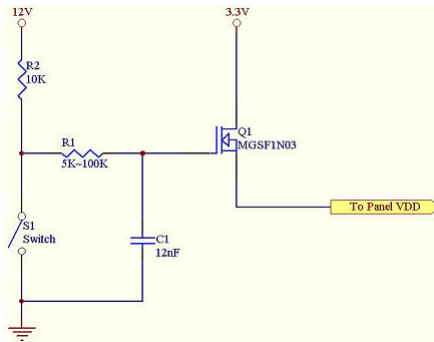 12V
3.3V
R2
10K
R1
5K~100K
Q1
MGSF1N03
To Panel VDD
S1
Switch
C1
12nF